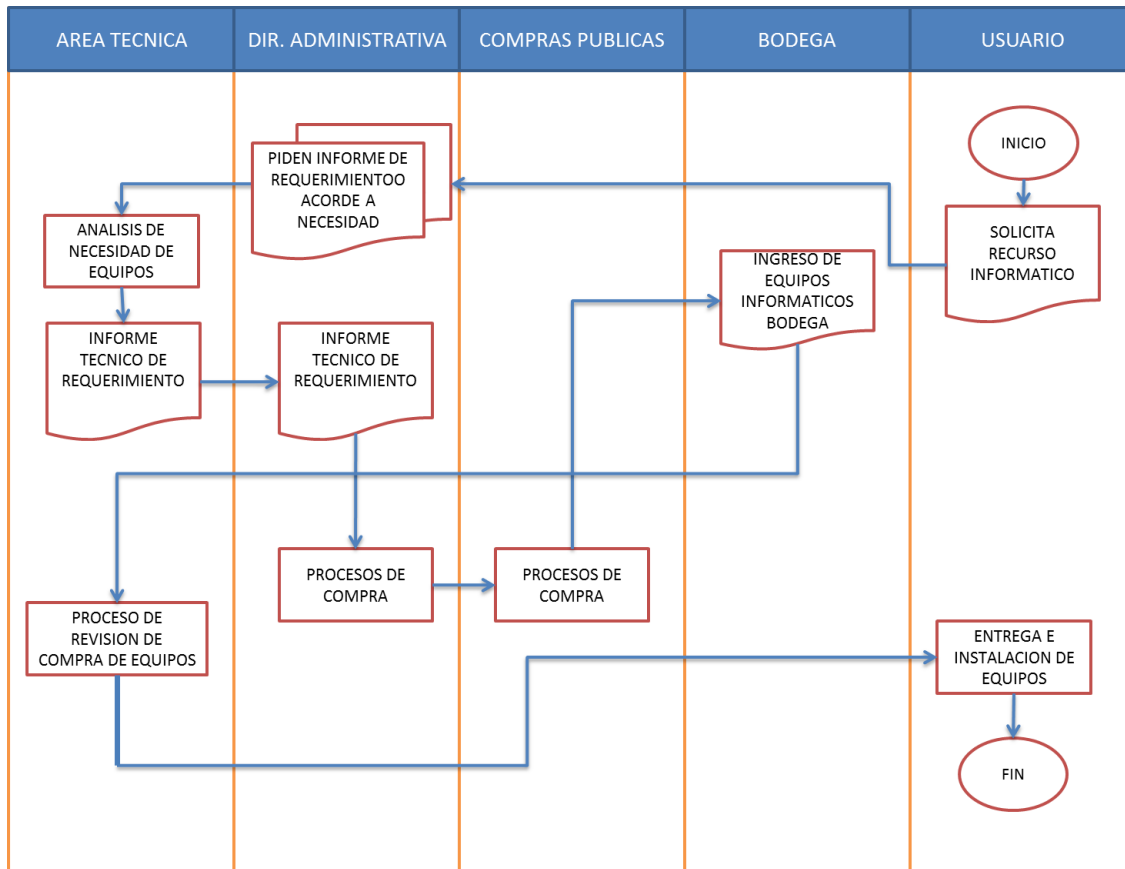 AREA TECNICA
DIR. ADMINISTRATIVA
COMPRAS PUBLICAS
BODEGA
USUARIO
INICIO
SOLICITA
RECURSO
INFORMATICO
PIDEN INFORME DE
REQUERIMIENTOO
ACORDE A
NECESIDAD
ANALISIS DE
NECESIDAD DE
EQUIPOS
INFORME
TECNICO DE
REQUERIMIENTO
INFORME
TECNICO DE
REQUERIMIENTO
PROCESOS DE
COMPRA
PROCESOS DE
COMPRA
INGRESO DE
EQUIPOS
INFORMATICOS
BODEGA
PROCESO DE
REVISION DE
COMPRA DE EQUIPOS
ENTREGA E
INSTALACION DE
EQUIPOS
FIN